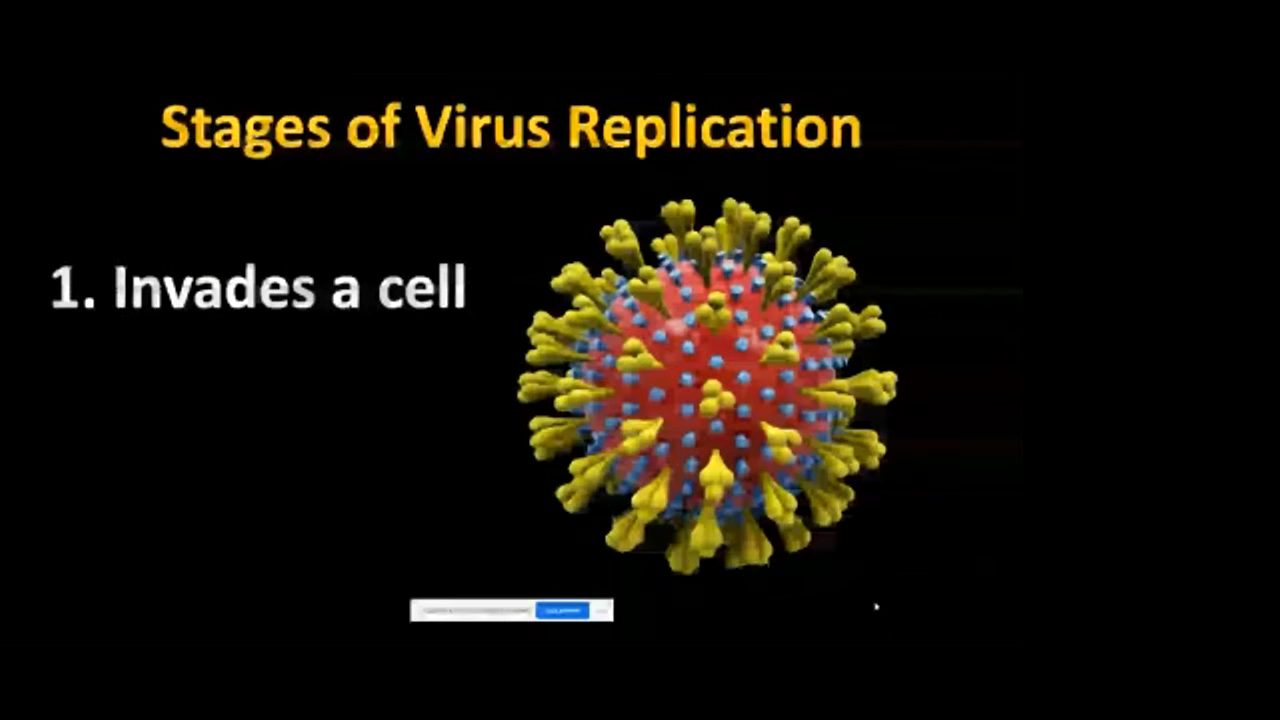 Stages of Virus Replication
1. Invades a cell